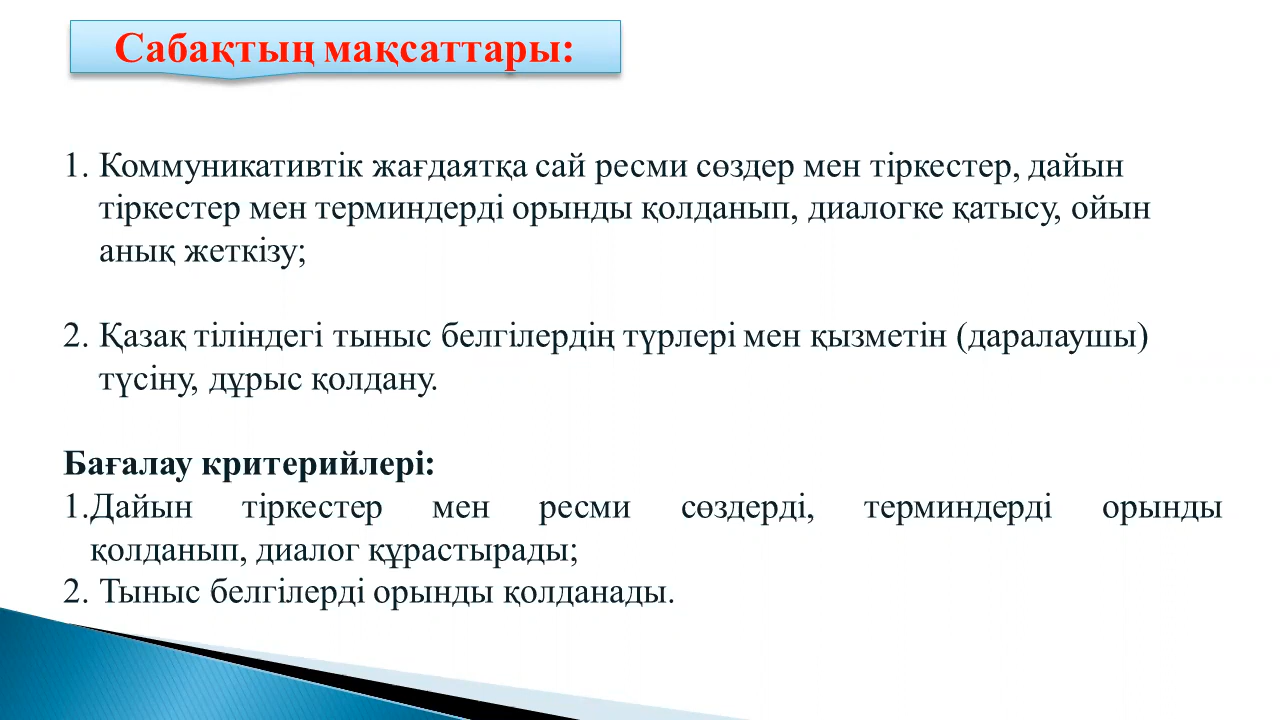 Сабақтың мақсаттары:
1. Коммуникативтік жағдаятқа сай ресми сөздер мен тіркестер, дайын
тіркестер мен терминдерді орынды қолданып, диалогке қатысу, ойын
анық жеткізу;
2. Қазақ тіліндегі тыныс белгілердің түрлері мен қызметін (даралаушы)
түсіну, дұрыс қолдану.
Бағалау критерийлері:
1.Дайын тіркестер мен ресми сөздерді, терминдерді орынды
қолданып, диалог құрастырады;
2. Тыныс белгілерді орынды қолданады.